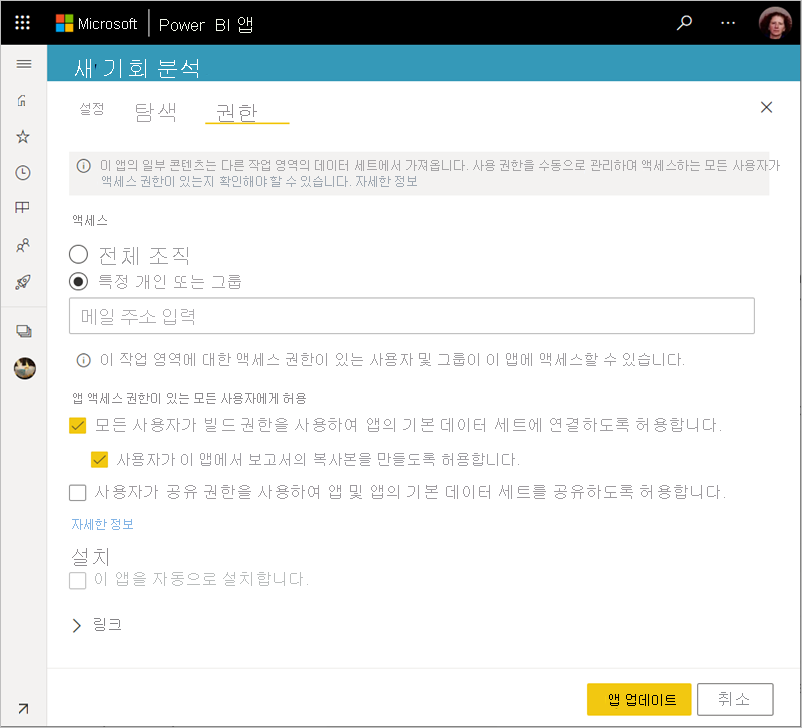 Microsoft Power BI 앱
새' 기회 분석
설정 탐색 권한
이 앱의 일부 콘텐츠는 다른 작업 영역의 데이터 세트에서 가져옵니다. 사용 권한을 수동으로 관리하여 액세스하는 모든 사용자가
액세스 권한이 있는지 확인해야 할 수 있습니다. 자세한 정보
액세스
전체 조직
특정 개인 또는 그룹
메일 주소 입력
이 작업 영역에 대한 액세스 권한이 있는 사용자 및 그룹이 이 앱에 액세스할 수 있습니다.
앱 액세스 권한이 있는 모든 사용자에게 허용
모든 사용자가 빌드 권한을 사용하여 앱의 기본 데이터 세트에 연결하도록 허용합니다.
사용자가 이 앱에서 보고서의 복사본을 만들도록 허용합니다.
사용자가 공유 권한을 사용하여 앱 및 앱의 기본 데이터 세트를 공유하도록 허용합니다.
자세한 정보
설치
이 앱을 자동으로 설치합니다.
링크
앱 업데이트 취소